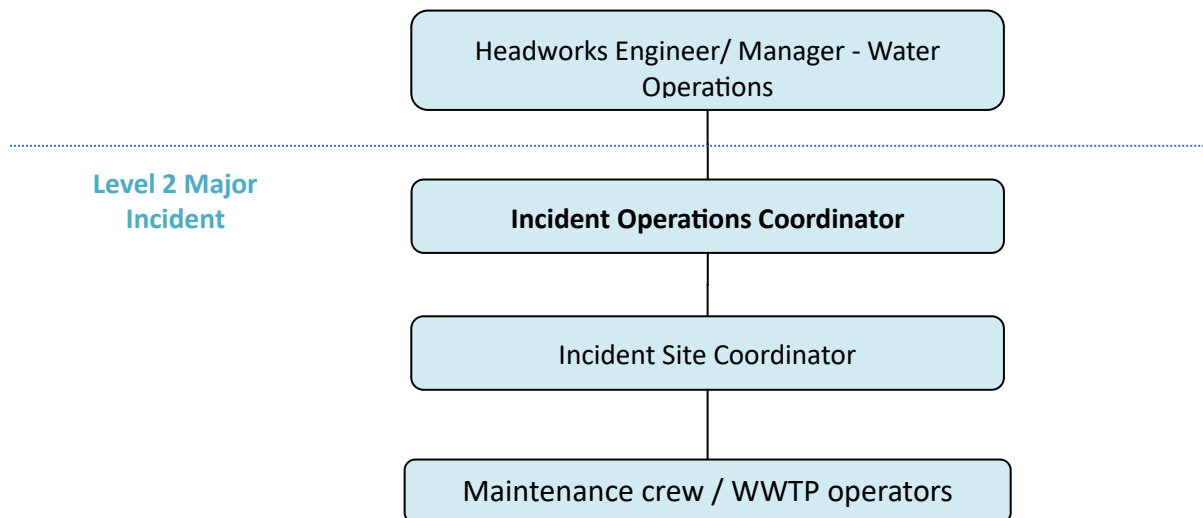 Headworks Engineer/ Manager - Water
Operations
Level 2 Major
Incident
Incident Operations Coordinator
Incident Site Coordinator
Maintenance crew / WWTP operators